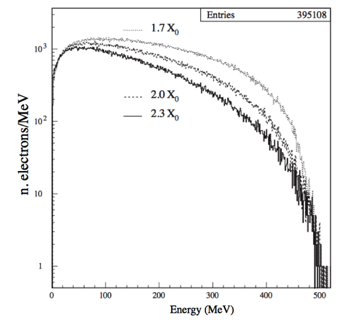 Entries 395108
1.7 X₀
2.0 X₀
2.3 X₀
n. electrons/MeV
10³
10²
10
1
0 100 200 300 400 500
Energy (MeV)